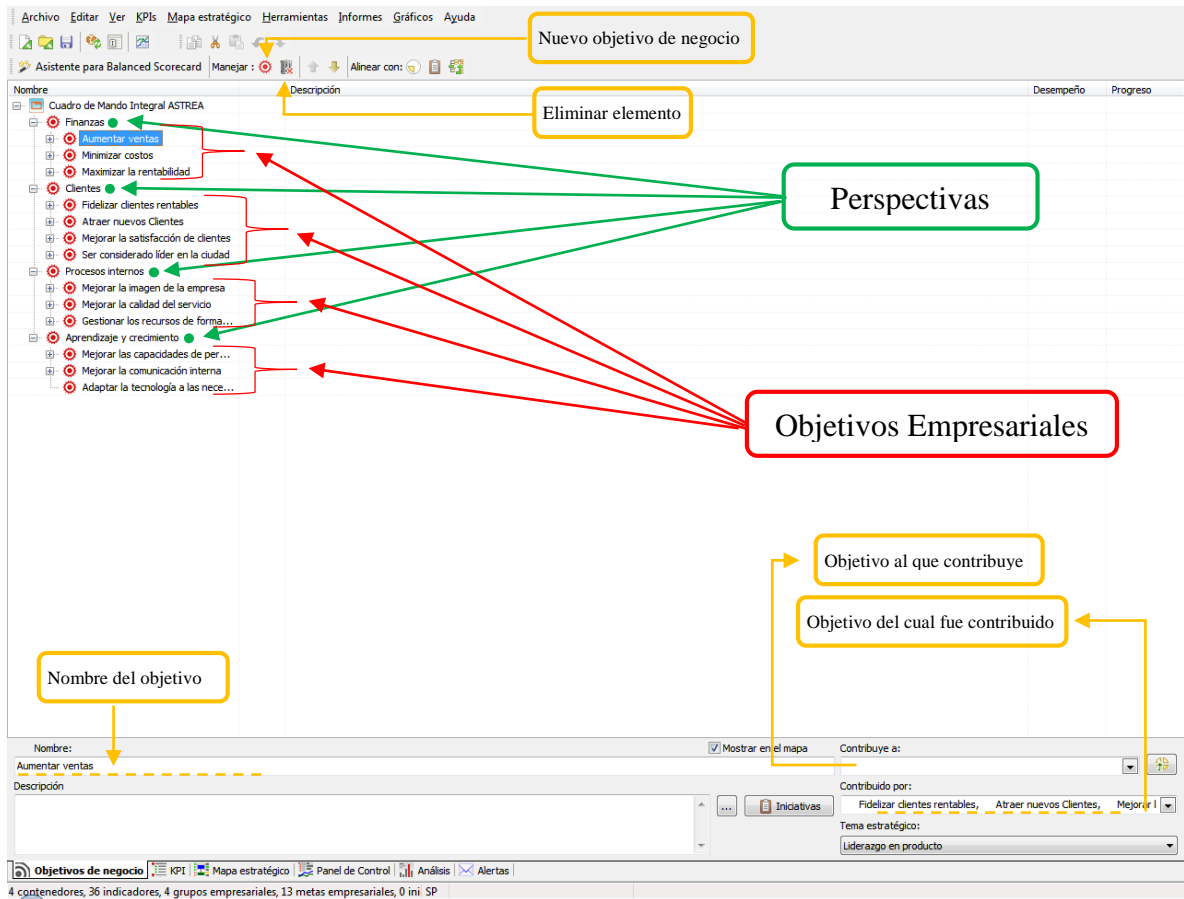 Archivo Editar Ver KPIs Mapa estratégico Herramientas Informes Gráficos Ayuda
Nuevo objetivo de negocio
Asistente para Balanced Scorecard Manejar : Alinear con:
Nombre Descripción Desempeño Progreso
Eliminar elemento
Cuadro de Mando Integral ASTREA
Finanzas
Aumentar ventas
Minimizar costos
Maximizar la rentabilidad
Clientes
Perspectivas
Fidelizar clientes rentables
Atraer nuevos Clientes
Mejorar la satisfacción de clientes
Ser considerado líder en la ciudad
Procesos internos
Mejorar la imagen de la empresa
Mejorar la calidad del servicio
Gestionar los recursos de forma...
Aprendizaje y crecimiento
Mejorar las capacidades de per...
Mejorar la comunicación interna
Adaptar la tecnología a las nece...
Objetivos Empresariales
Objetivo al que contribuye
Objetivo del cual fue contribuido
Nombre del objetivo
Nombre: Mostrar en el mapa Contribuye a:
Aumentar ventas
Descripción Contribuido por:
... Iniciativas Fidelizar clientes rentables, Atraer nuevos Clientes, Mejorar l
Tema estratégico:
Liderazgo en producto
Objetivos de negocio KPI Mapa estratégico Panel de Control Análisis Alertas
4 contenedores, 36 indicadores, 4 grupos empresariales, 13 metas empresariales, 0 ini SP